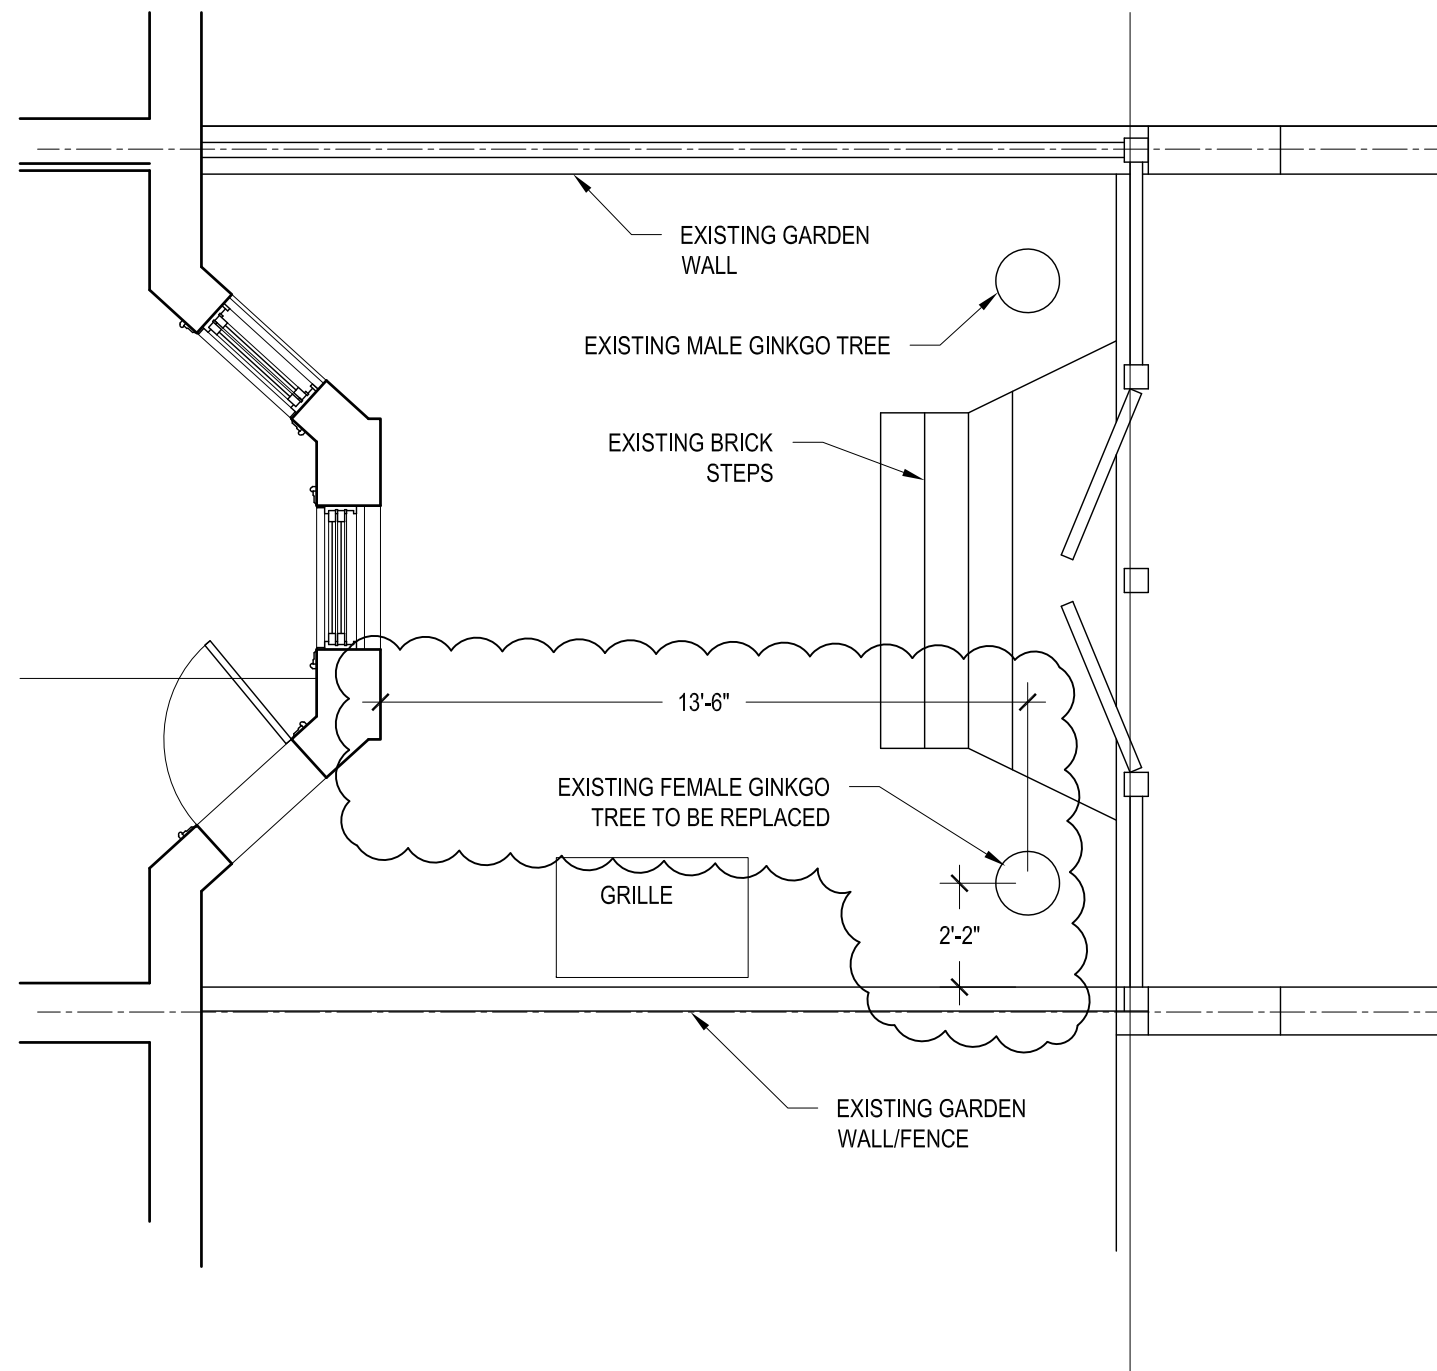 EXISTING GARDEN
WALL
EXISTING MALE GINKGO TREE
EXISTING BRICK
STEPS
13'-6"
EXISTING FEMALE GINKGO
TREE TO BE REPLACED
GRILLE
2'-2"
EXISTING GARDEN
WALL/FENCE